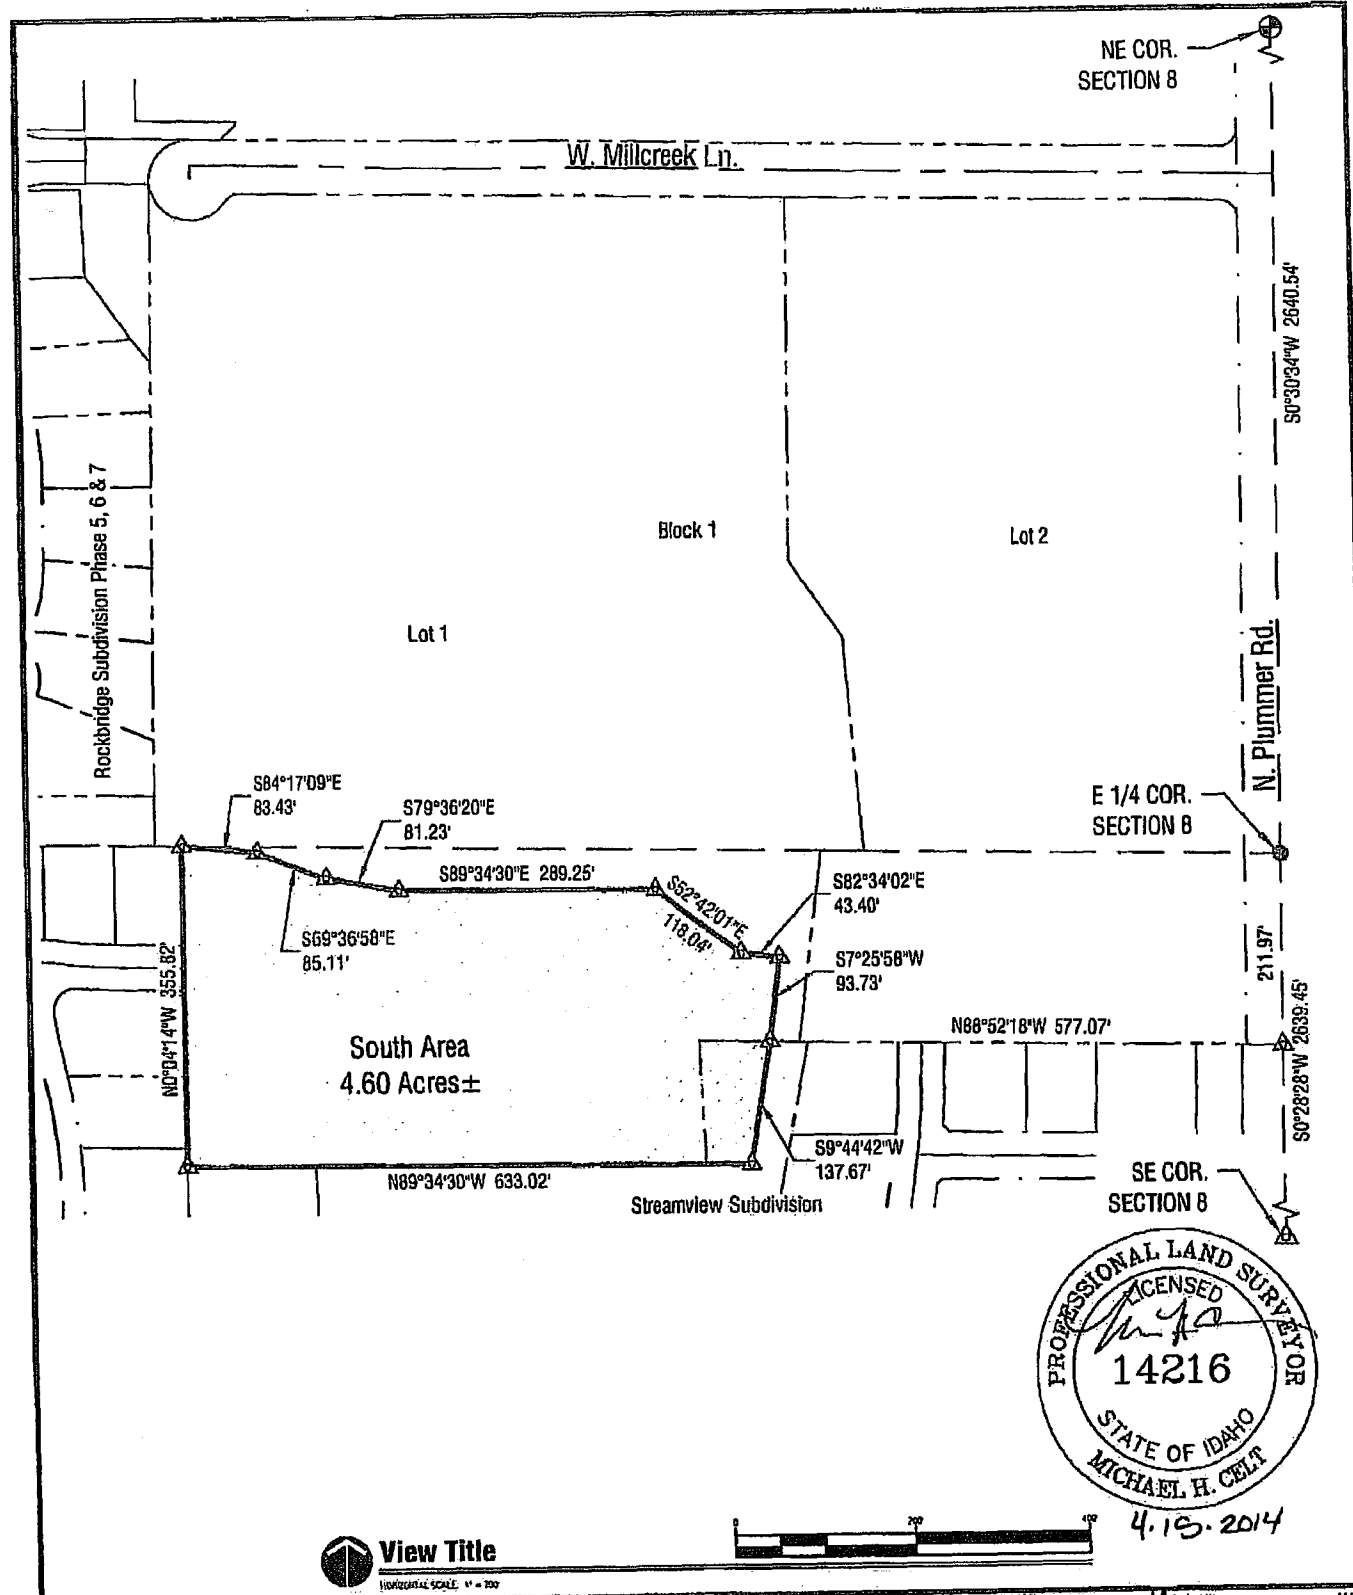 NE COR.
SECTION 8
W. Millcreek Ln.
S0°30'34"W 2640.54'
Rockbridge Subdivision Phase 5, 6 & 7
Block 1
Lot 2
Lot 1
N. Plummer Rd.
E 1/4 COR.
SECTION 8
S84°17'09"E
83.43'
S79°36'20"E
81.23'
S89°34'30"E 289.25'
S52°42'01"E
118.04'
S82°34'02"E
43.40'
S69°36'58"E
85.11'
S7°25'58"W
93.73'
211.97'
N0°04'14"W 355.82'
N88°52'18"W 577.07'
S0°28'28"W 2639.45'
South Area
4.60 Acres±
S9°44'42"W
137.67'
N89°34'30"W 633.02'
Streamview Subdivision
SE COR.
SECTION 8
PROFESSIONAL LAND SURVEYOR
LICENSED
14216
STATE OF IDAHO
MICHAEL H. CELT
4.15.2014
0 200' 400'
View Title
HORIZONTAL SCALE: 1" = 200'